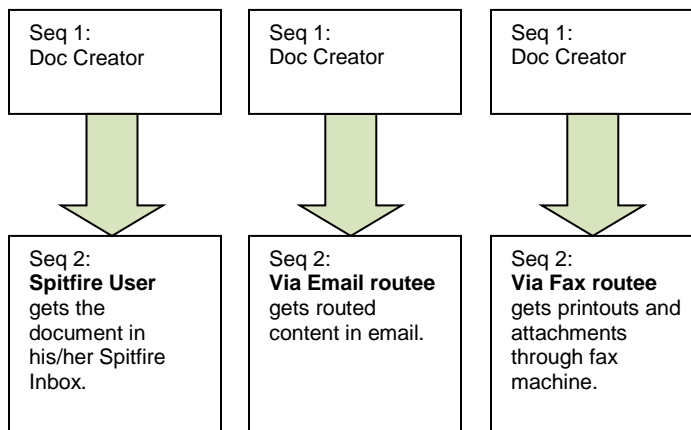 Seq 1:
Doc Creator
Seq 1:
Doc Creator
Seq 1:
Doc Creator
Seq 2:
Spitfire User
gets the
document in
his/her Spitfire
Inbox.
Seq 2:
Via Email routee
gets routed
content in email.
Seq 2:
Via Fax routee
gets printouts and
attachments
through fax
machine.